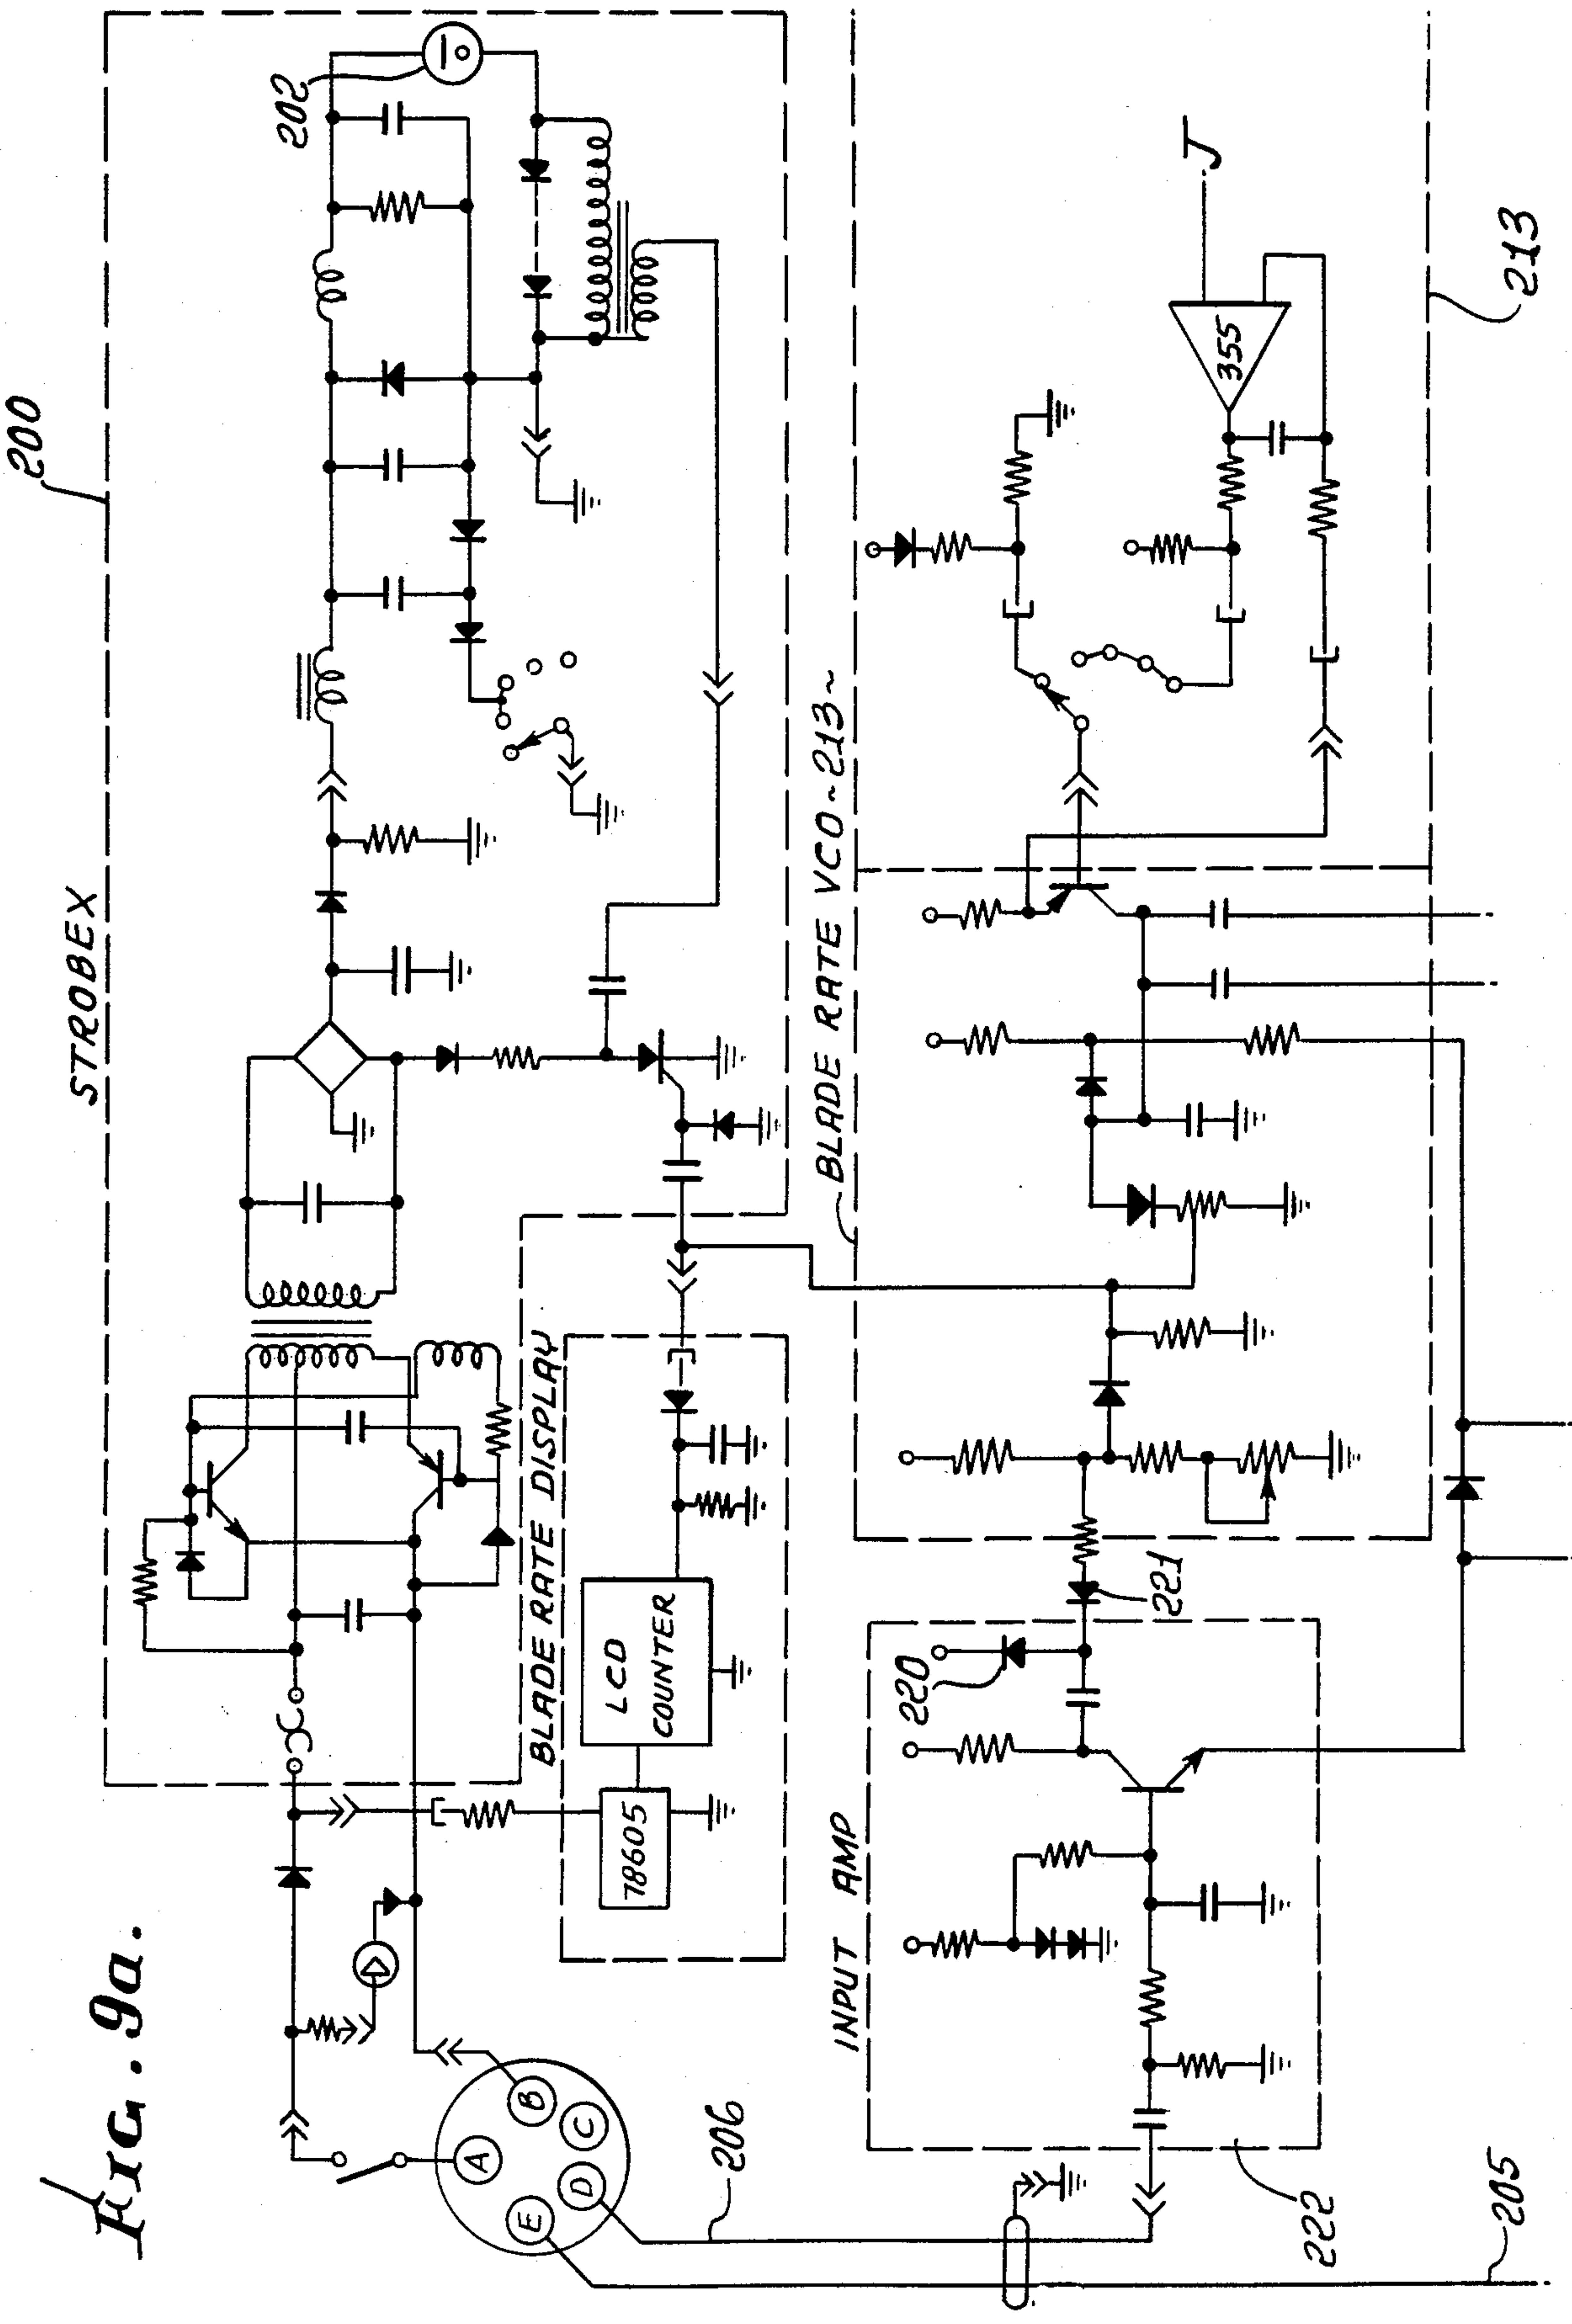 FIG. 9a.
STROBEX
200
202
A
B
C
D
E
206
205
BLADE RATE DISPLAY
78605
LCD
COUNTER
BLADE RATE VCO~213~
355
J
213
INPUT AMP
220
221
222